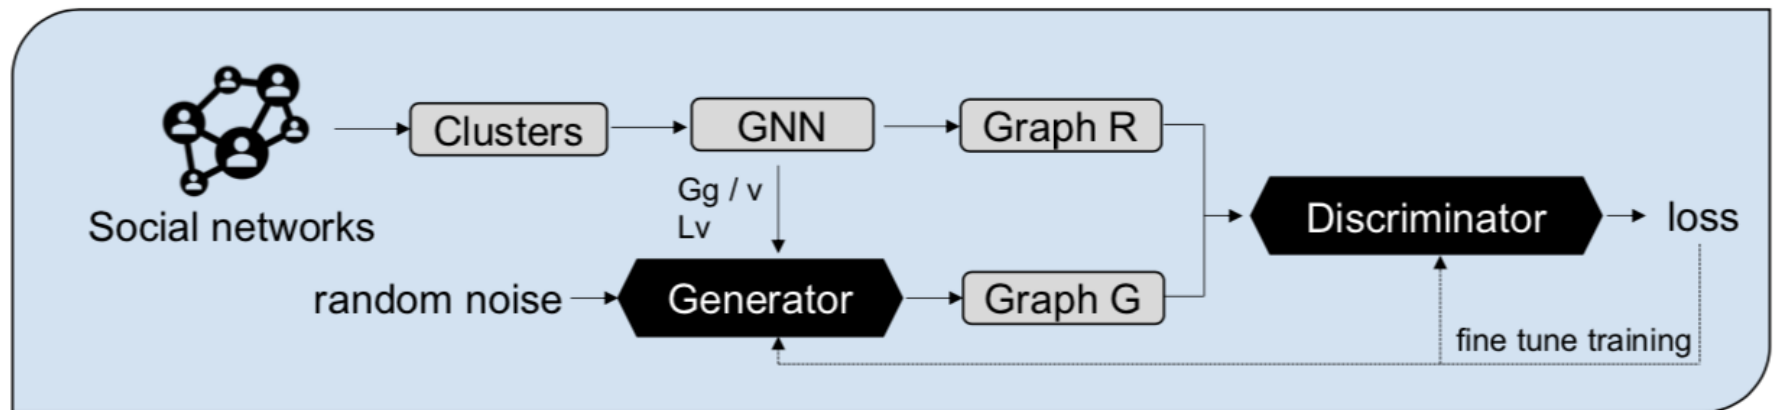 Clusters
GNN
Graph R
Gg / v
Lv
Social networks
Discriminator
loss
random noise
Generator
Graph G
fine tune training